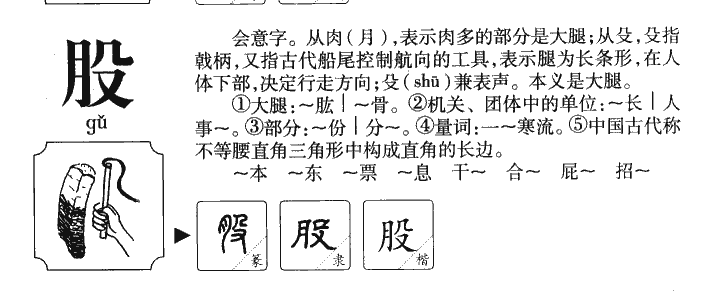 股
gǔ
会意字。从肉(月),表示肉多的部分是大腿;从殳,殳指
戟柄,又指古代船尾控制航向的工具,表示腿为长条形,在人
体下部,决定行走方向;殳(shū)兼表声。本义是大腿。
①大腿:～肱|～骨。②机关、团体中的单位:～长|人
事～。③部分:～份|分～。④量词:一～寒流。⑤中国古代称
不等腰直角三角形中构成直角的长边。
～本 ～东 ～票 ～息 干～ 合～ 屁～ 招～
股 篆
股 隶
股 楷